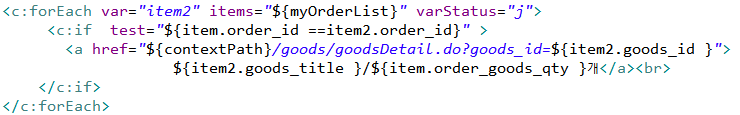 <c:forEach var="item2" items="${myOrderList}" varStatus="j">
<c:if  test="${item.order_id ==item2.order_id}" >
<a href="${contextPath}/goods/goodsDetail.do?goods_id=${item2.goods_id }">
${item2.goods_title }/${item.order_goods_qty }개</a><br>
</c:if>
</c:forEach>